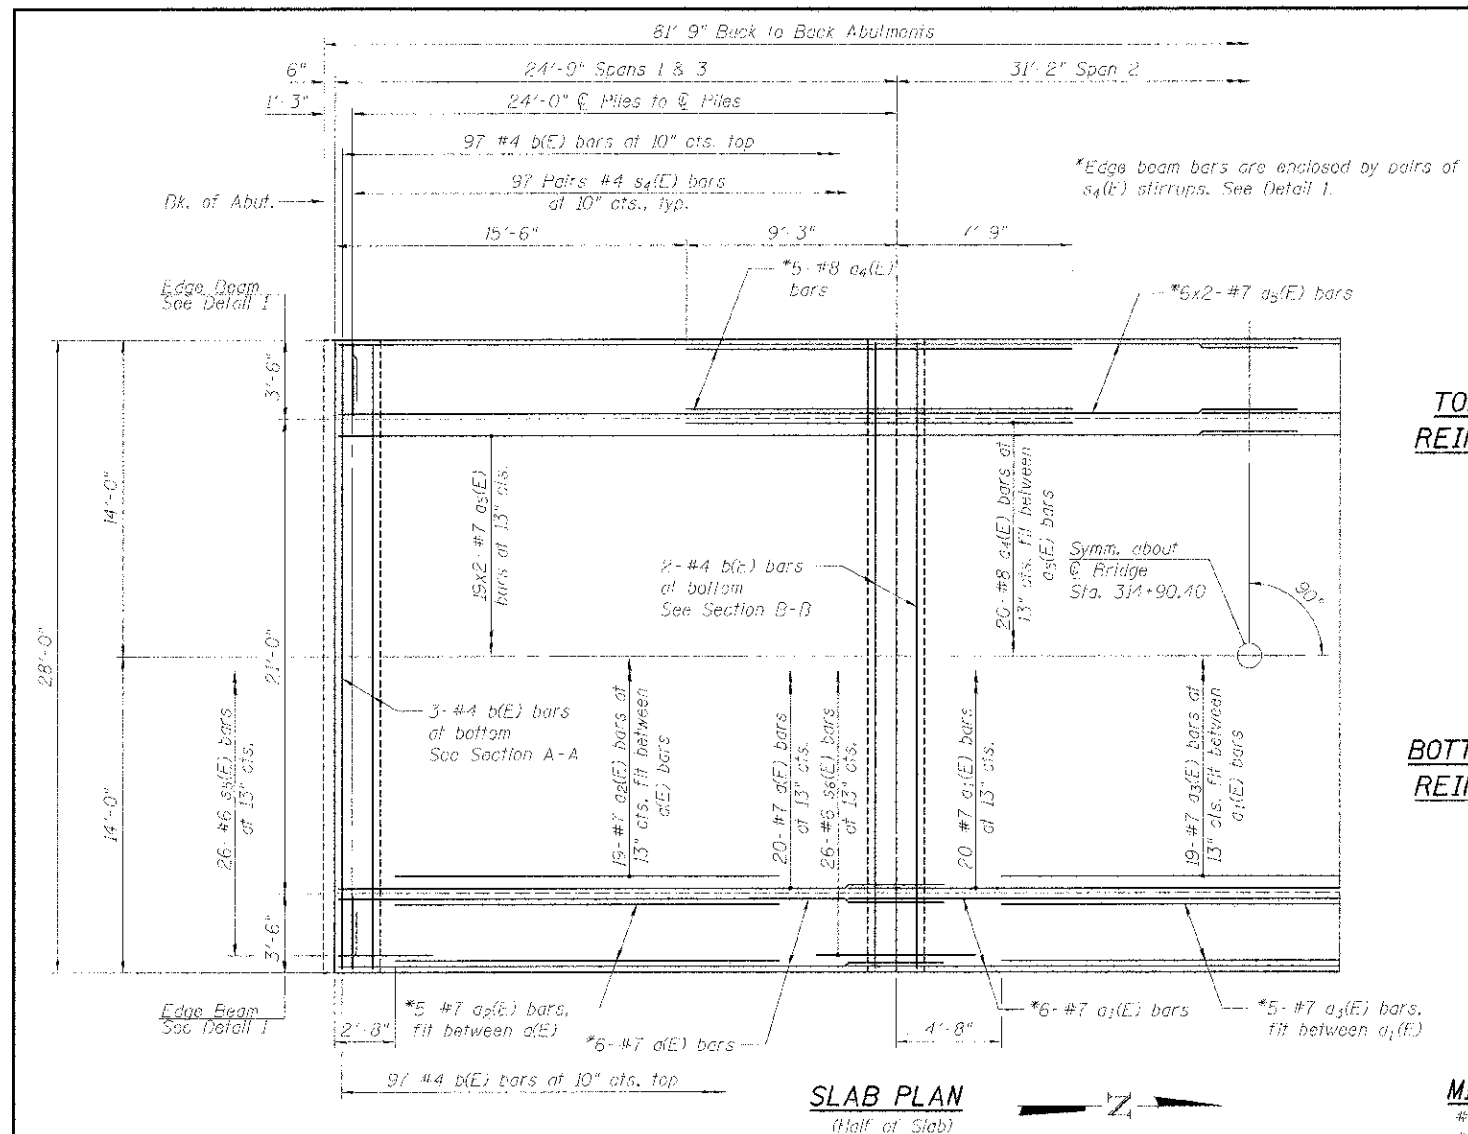 81'-9" Back to Back Abutments
6"
24'-9" Spans 1 & 3
31'-2" Span 2
1'-3"
24'-0" ℄ Piles to ℄ Piles
97 #4 b(E) bars at 10" cts. top
97 Pairs #4 s4(E) bars
at 10" cts., typ.
*Edge beam bars are enclosed by pairs of
s4(E) stirrups. See Detail 1.
Bk. of Abut.
15'-6"
9'-3"
7'-9"
*5-#8 a4(E)
bars
*6x2-#7 a5(E) bars
Edge Beam
See Detail 1
3'-6"
14'-0"
28'-0"
21'-0"
14'-0"
3'-6"
19x2-#7 a5(E)
bars at 13" cts.
20-#8 a4(E) bars at
13" cts. fit between
a5(E) bars
2-#4 b(E) bars
at bottom
See Section B-B
Symm. about
℄ Bridge
Sta. 314+90.40
90°
3-#4 b(E) bars
at bottom
See Section A-A
26-#6 s5(E) bars
at 13" cts.
19-#7 a2(E) bars at
13" cts. fit between
a(E) bars
20-#7 a(E) bars
at 13" cts.
26-#6 s6(E) bars
at 13" cts.
20 #7 a1(E) bars
at 13" cts.
19-#7 a3(E) bars at
13" cts. fit between
a1(E) bars
Edge Beam
See Detail 1
2'-8"
*5 #7 a2(E) bars,
fit between a(E)
*6-#7 a(E) bars
4'-8"
*6-#7 a1(E) bars
*5-#7 a3(E) bars,
fit between a1(E)
97 #4 b(E) bars at 10" cts. top
SLAB PLAN
(Half of Slab)
N
TO
REI
BOTT
REI
M
#